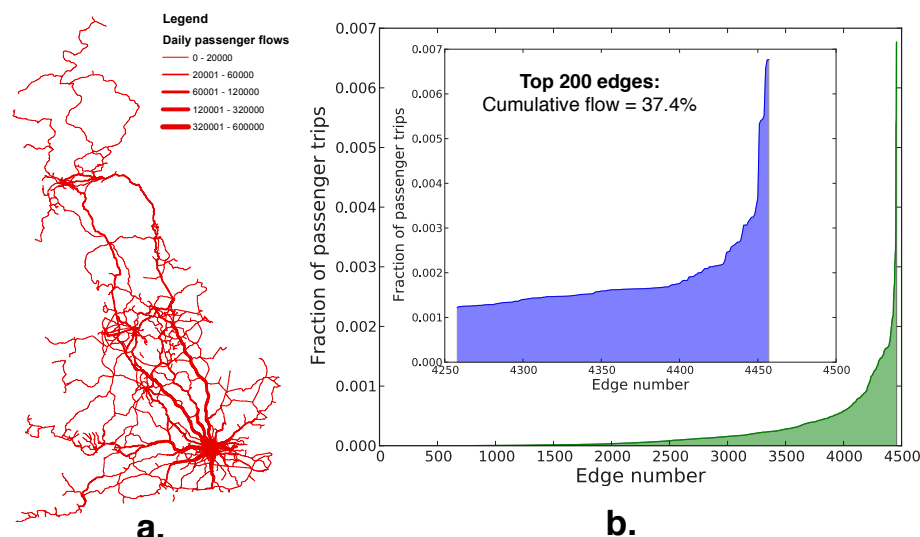 Legend
Daily passenger flows
0 - 20000
20001 - 60000
60001 - 120000
120001 - 320000
320001 - 600000
a.
0.007
0.006
0.005
0.004
0.003
0.002
0.001
0.000
Fraction of passenger trips
0 500 1000 1500 2000 2500 3000 3500 4000 4500
Edge number
0.007
0.006
0.005
0.004
0.003
0.002
0.001
0.000
Fraction of passenger trips
Top 200 edges:
Cumulative flow = 37.4%
4250 4300 4350 4400 4450 4500
Edge number
b.